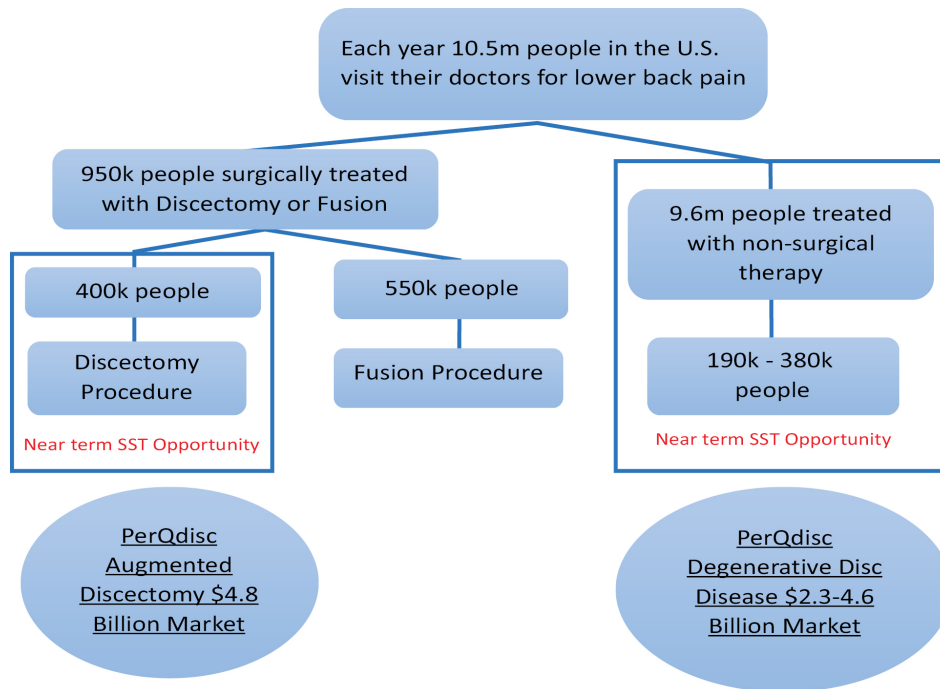 Each year 10.5m people in the U.S.
visit their doctors for lower back pain
950k people surgically treated
with Discectomy or Fusion
9.6m people treated
with non-surgical
therapy
400k people
550k people
Discectomy
Procedure
Fusion Procedure
190k - 380k
people
Near term SST Opportunity
Near term SST Opportunity
PerQdisc
Augmented
Discectomy $4.8
Billion Market
PerQdisc
Degenerative Disc
Disease $2.3-4.6
Billion Market